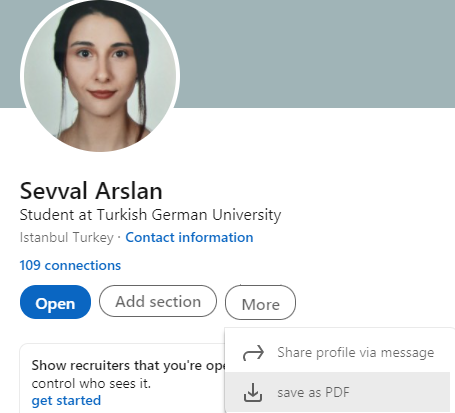 Sevval Arslan
Student at Turkish German University
Istanbul Turkey · Contact information
109 connections
Open Add section More
Share profile via message
save as PDF
Show recruiters that you're ope
control who sees it.
get started